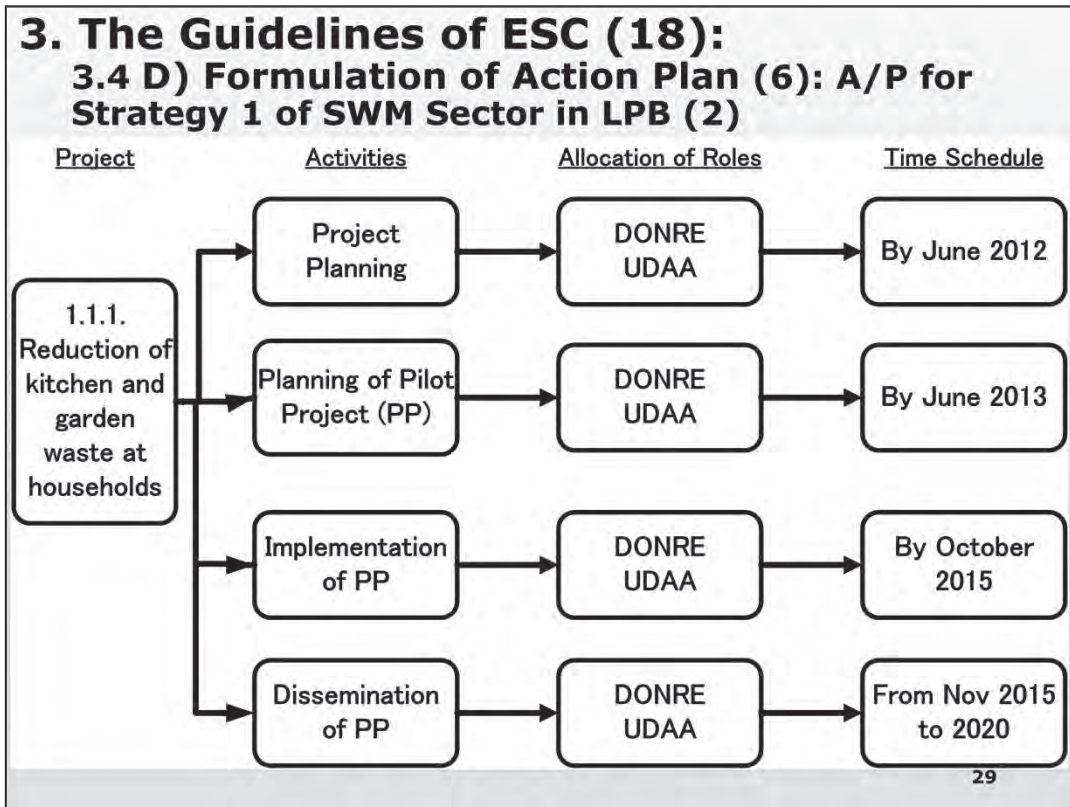 3. The Guidelines of ESC (18):
3.4 D) Formulation of Action Plan (6): A/P for
Strategy 1 of SWM Sector in LPB (2)
Project
Activities
Allocation of Roles
Time Schedule
1.1.1.
Reduction of
kitchen and
garden
waste at
households
Project
Planning
DONRE
UDAA
By June 2012
Planning of Pilot
Project (PP)
DONRE
UDAA
By June 2013
Implementation
of PP
DONRE
UDAA
By October
2015
Dissemination
of PP
DONRE
UDAA
From Nov 2015
to 2020
29